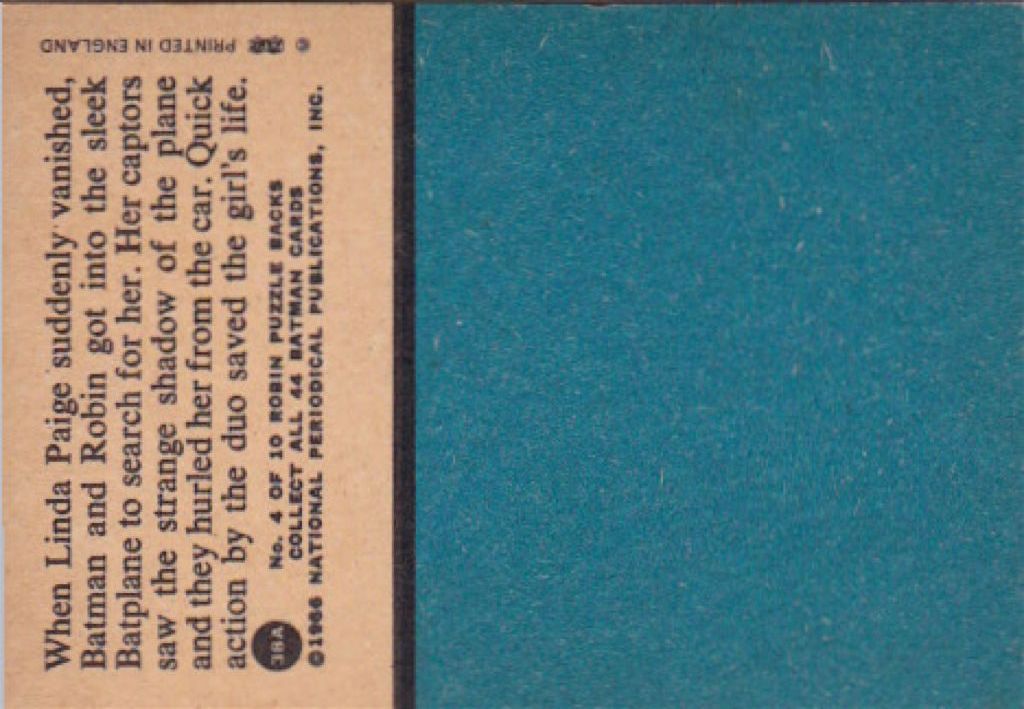 When Linda Paige suddenly vanished,
Batman and Robin got into the sleek
Batplane to search for her. Her captors
saw the strange shadow of the plane
and they hurled her from the car. Quick
action by the duo saved the girl's life.
No. 4 OF 10 ROBIN PUZZLE BACKS
COLLECT ALL 44 BATMAN CARDS
©1966 NATIONAL PERIODICAL PUBLICATIONS, INC.
PRINTED IN ENGLAND